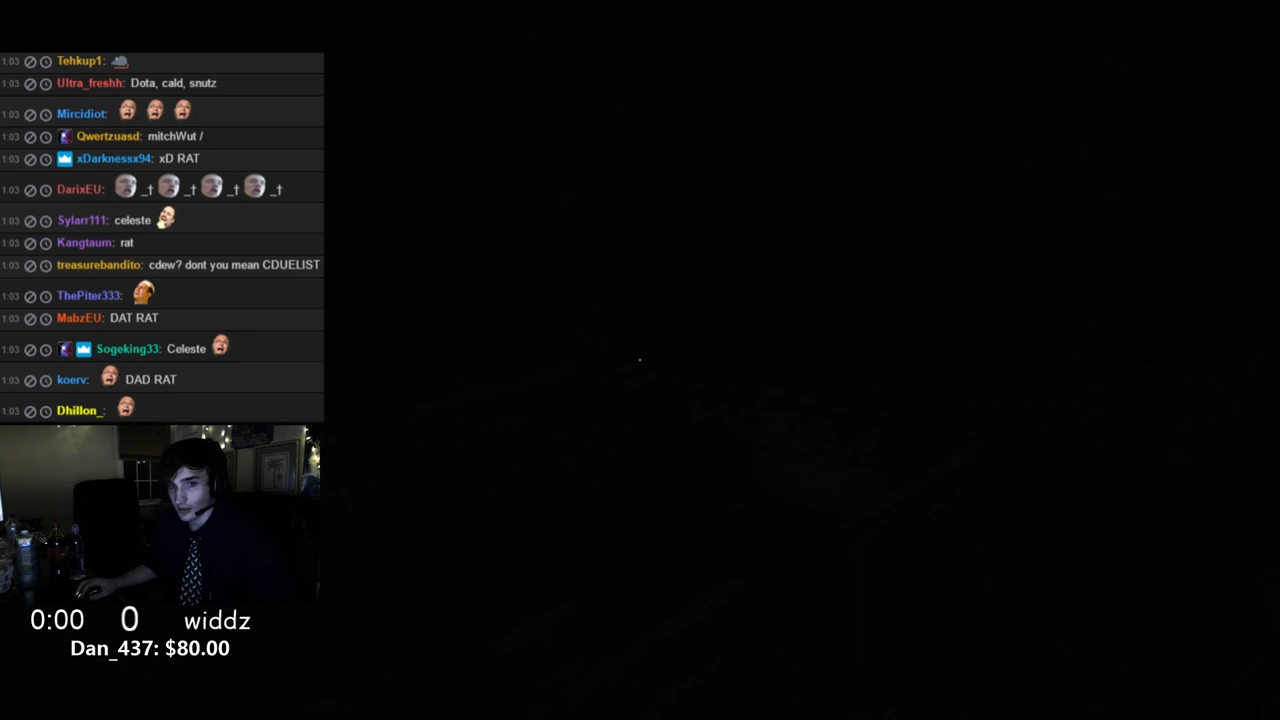 1:03 Tehkup1:
1:03 Ultra_freshh: Dota, cald, snutz
1:03 Mircidiot:
1:03 Qwertzuasd: mitchWut /
1:03 xDarknessx94: xD RAT
1:03 DarixEU: _† _† _† _†
1:03 Sylarr111: celeste
1:03 Kangtaum: rat
1:03 treasurebandito: cdew? dont you mean CDUELIST
1:03 ThePiter333:
1:03 MabzEU: DAT RAT
1:03 Sogeking33: Celeste
1:03 koerv: DAD RAT
1:03 Dhillon_:
0:00 0 widdz
Dan_437: $80.00